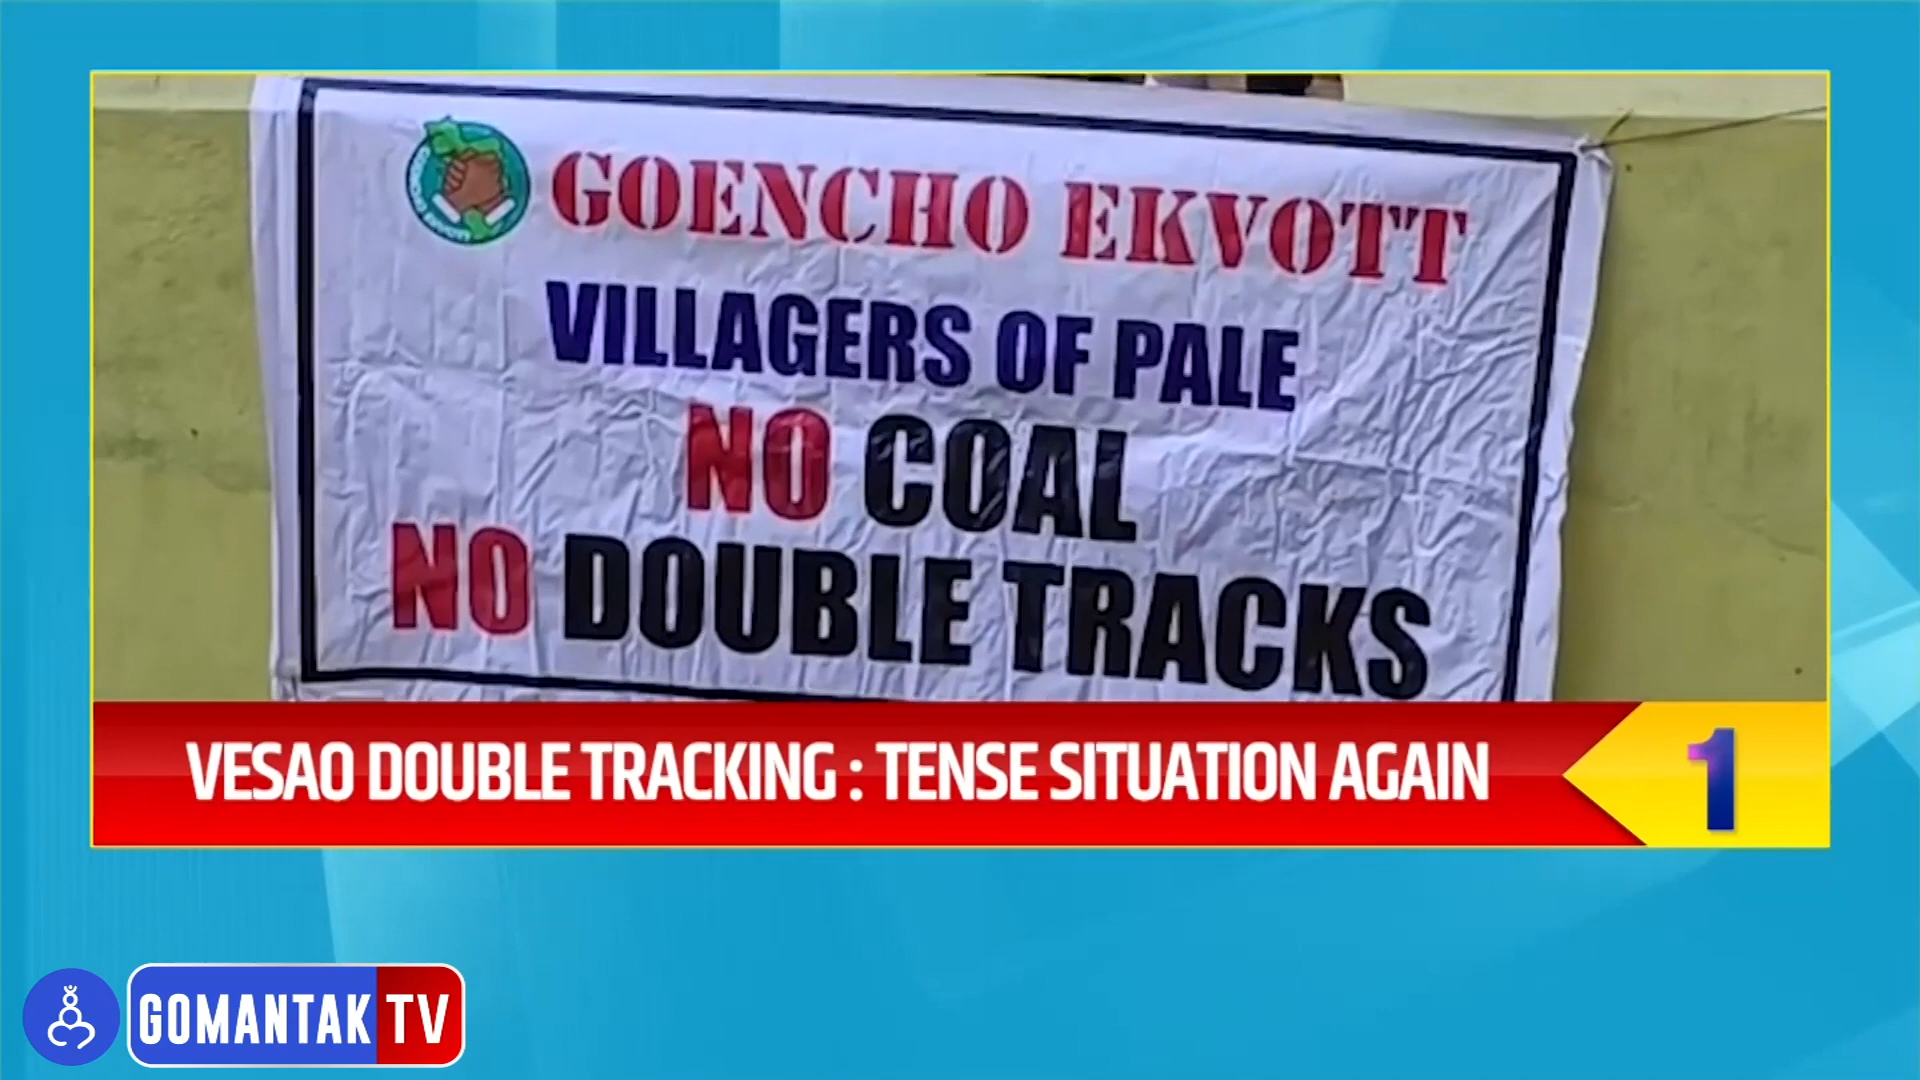 GOENCHO EKVOTT
VILLAGERS OF PALE
NO COAL
NO DOUBLE TRACKS
VESAO DOUBLE TRACKING : TENSE SITUATION AGAIN
1
GOMANTAK TV